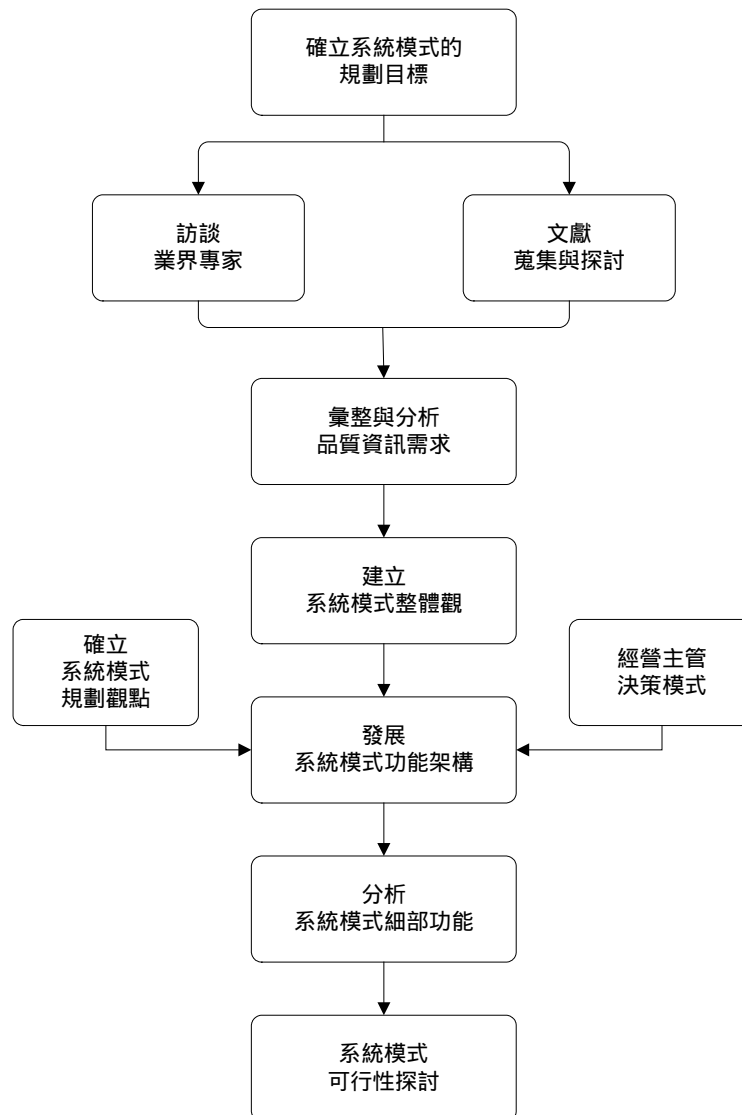 確立系統模式的
規劃目標
訪談
業界專家
文獻
蒐集與探討
彙整與分析
品質資訊需求
建立
系統模式整體觀
確立
系統模式
規劃觀點
經營主管
決策模式
發展
系統模式功能架構
分析
系統模式細部功能
系統模式
可行性探討